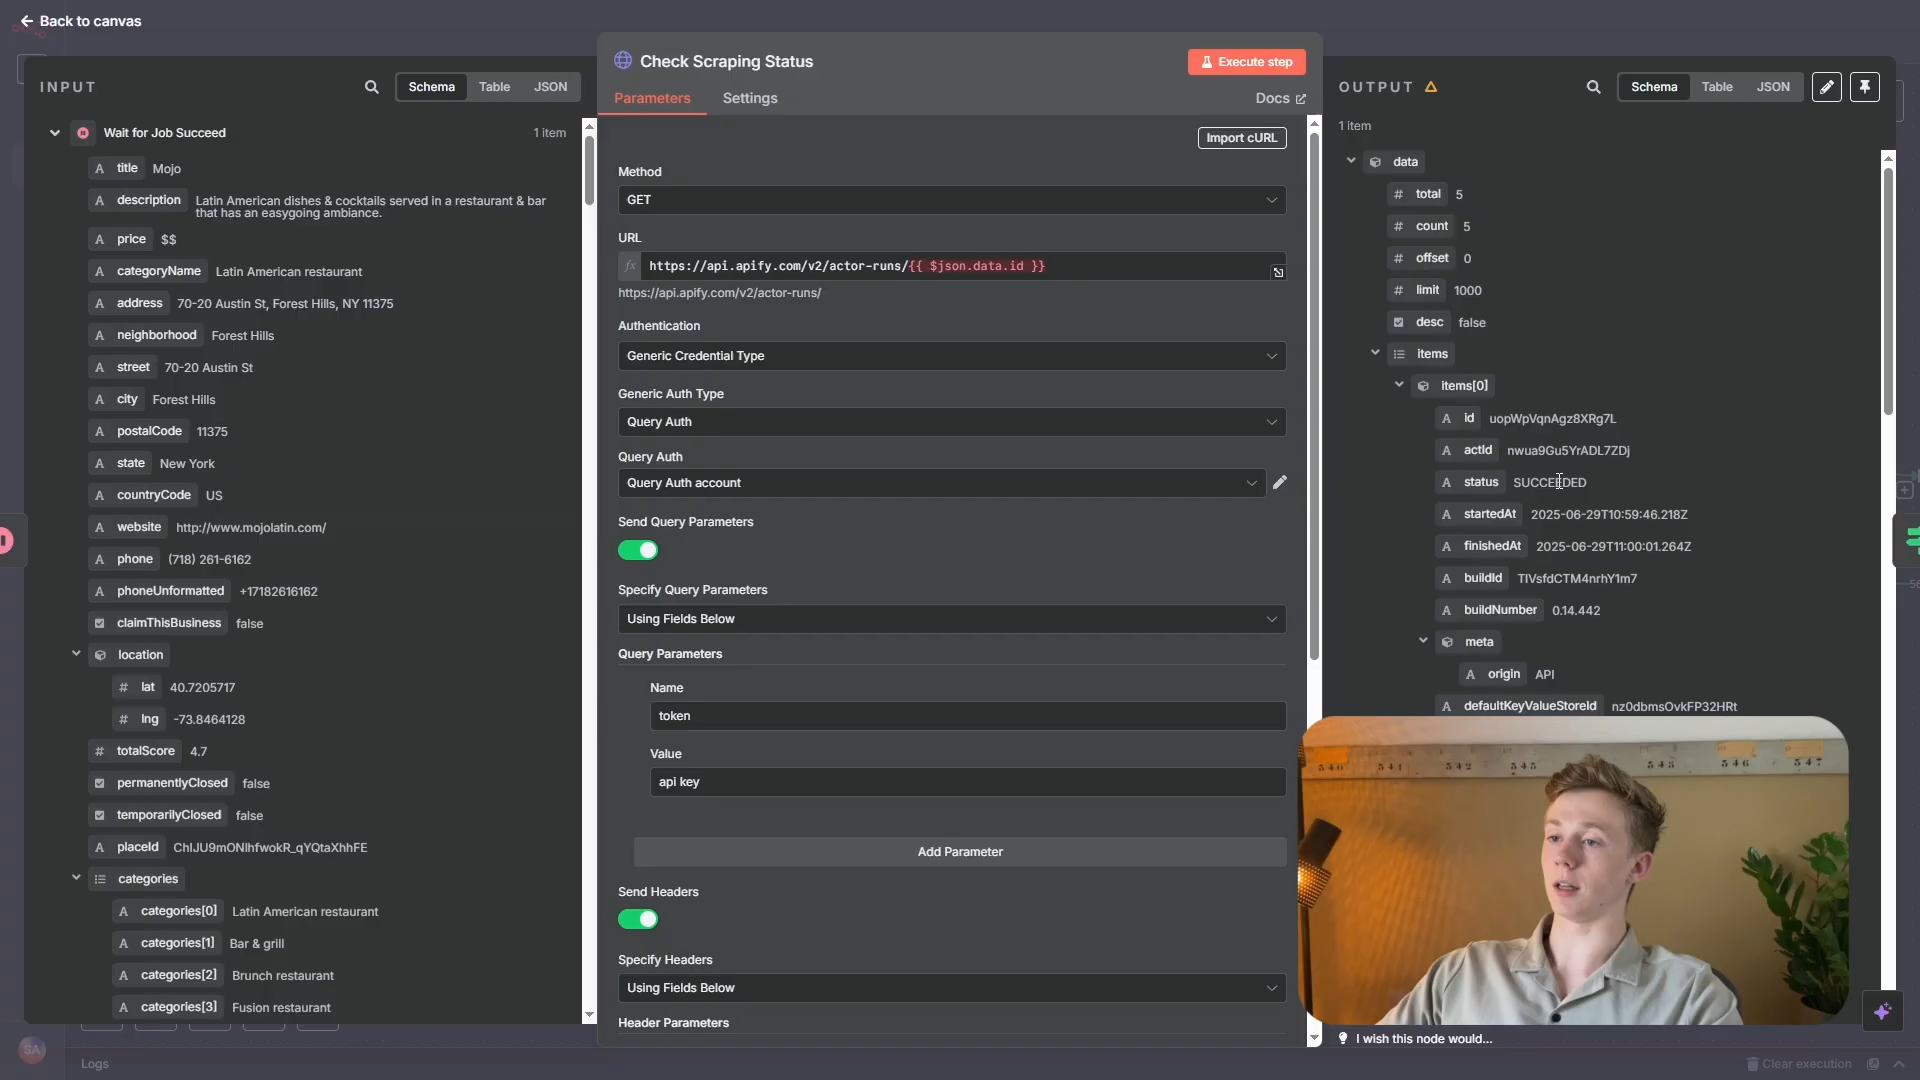 Back to canvas
INPUT
Schema
Table
JSON
Wait for Job Succeed
1 item
title Mojo
description Latin American dishes & cocktails served in a restaurant & bar
that has an easygoing ambiance.
price $$
categoryName Latin American restaurant
address 70-20 Austin St, Forest Hills, NY 11375
neighborhood Forest Hills
street 70-20 Austin St
city Forest Hills
postalCode 11375
state New York
countryCode US
website http://www.mojolatin.com/
phone (718) 261-6162
phoneUnformatted +17182616162
claimThisBusiness false
location
lat 40.7205717
lng -73.8464128
totalScore 4.7
permanentlyClosed false
temporarilyClosed false
placeId ChIJU9mONlhfwokR_qYQtaXhhFE
categories
categories[0] Latin American restaurant
categories[1] Bar & grill
categories[2] Brunch restaurant
categories[3] Fusion restaurant
Check Scraping Status
Execute step
Parameters
Settings
Docs
Import cURL
Method
GET
URL
fx https://api.apify.com/v2/actor-runs/{{ $json.data.id }}
https://api.apify.com/v2/actor-runs/
Authentication
Generic Credential Type
Generic Auth Type
Query Auth
Query Auth
Query Auth account
Send Query Parameters
Specify Query Parameters
Using Fields Below
Query Parameters
Name
token
Value
api key
Add Parameter
Send Headers
Specify Headers
Using Fields Below
Header Parameters
OUTPUT
Schema
Table
JSON
1 item
data
total 5
count 5
offset 0
limit 1000
desc false
items
items[0]
id uopWpVqnAgz8XRg7L
actId nwua9Gu5YrADL7ZDj
status SUCCEEDED
startedAt 2025-06-29T10:59:46.218Z
finishedAt 2025-06-29T11:00:01.264Z
buildId TIVsfdCTM4nrhY1m7
buildNumber 0.14.442
meta
origin API
defaultKeyValueStoreId nz0dbmsOvkFP32HRt
I wish this node would...
SA
Logs
Clear execution